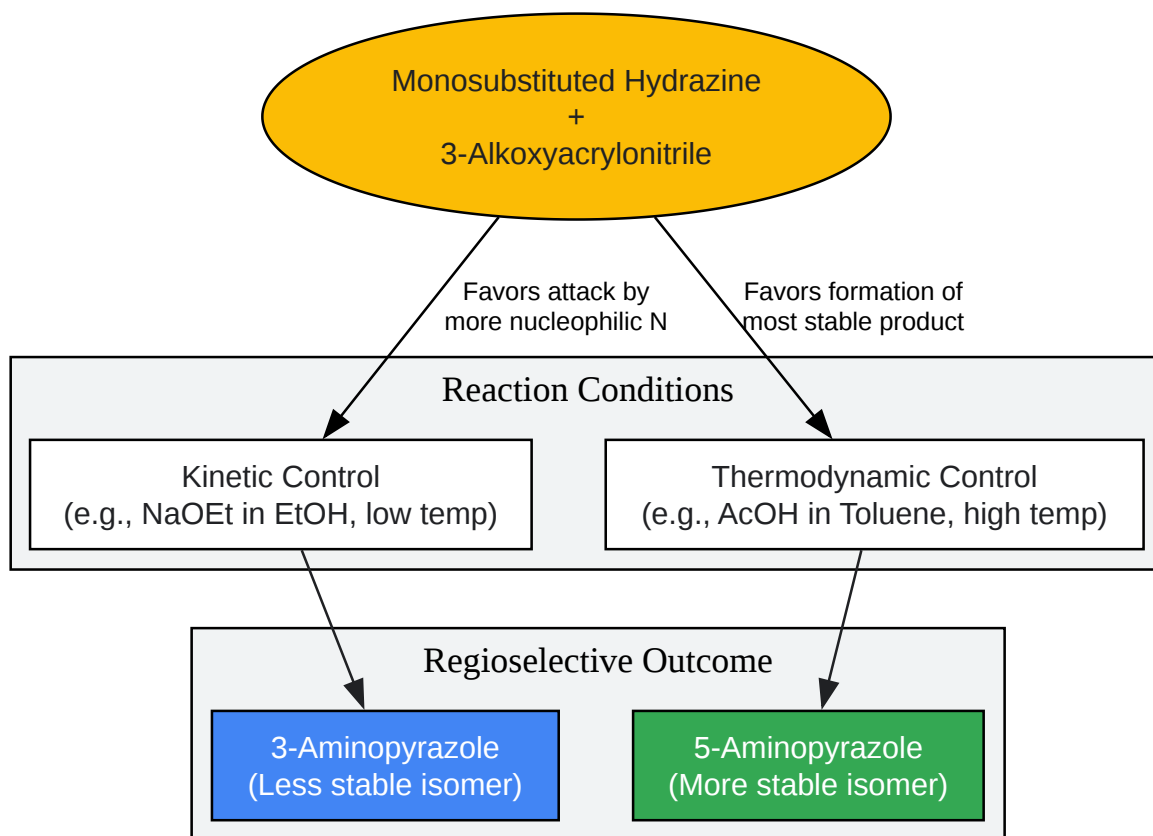 Monosubstituted Hydrazine
+
3-Alkoxyacrylonitrile
Favors attack by
more nucleophilic N
Favors formation of
most stable product
Reaction Conditions
Kinetic Control
(e.g., NaOEt in EtOH, low temp)
Thermodynamic Control
(e.g., AcOH in Toluene, high temp)
Regioselective Outcome
3-Aminopyrazole
(Less stable isomer)
5-Aminopyrazole
(More stable isomer)